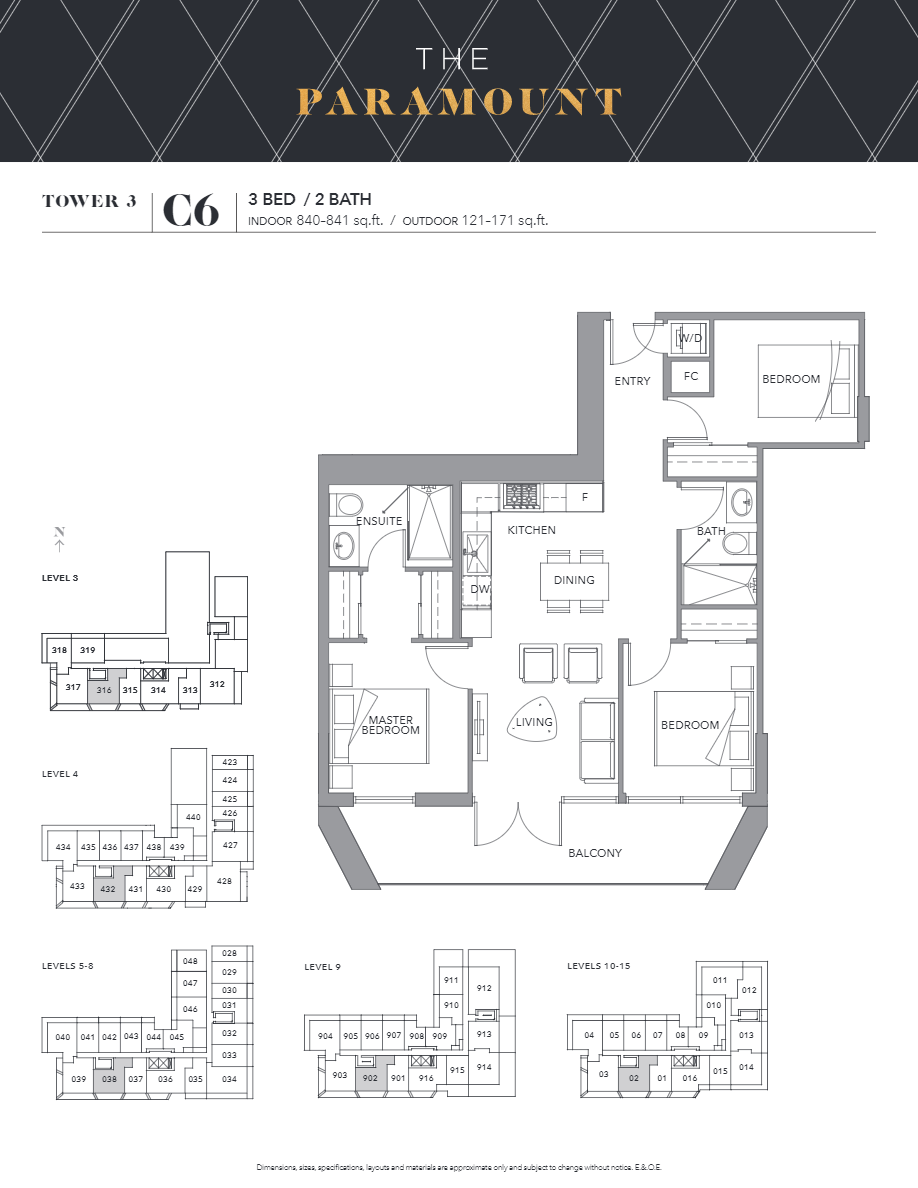 THE
PARAMOUNT
TOWER 3
C6
3 BED / 2 BATH
INDOOR 840-841 sq.ft. / OUTDOOR 121-171 sq.ft.
W/D
ENTRY
FC
BEDROOM
F
ENSUITE
KITCHEN
BATH
DINING
DW
MASTER
BEDROOM
LIVING
BEDROOM
BALCONY
N
LEVEL 3
318 319
317 316 315 314 313 312
LEVEL 4
423
424
425
426
440
427
434 435 436 437 438 439
433 432 431 430 429 428
LEVELS 5-8
028
048
029
047
030
031
046
032
040 041 042 043 044 045
033
039 038 037 036 035 034
LEVEL 9
911
912
910
913
904 905 906 907 908 909
914
903 902 901 916 915
LEVELS 10-15
011
012
010
013
04 05 06 07 08 09
014
03 02 01 016 015
Dimensions, sizes, specifications, layouts and materials are approximate only and subject to change without notice. E.&O.E.